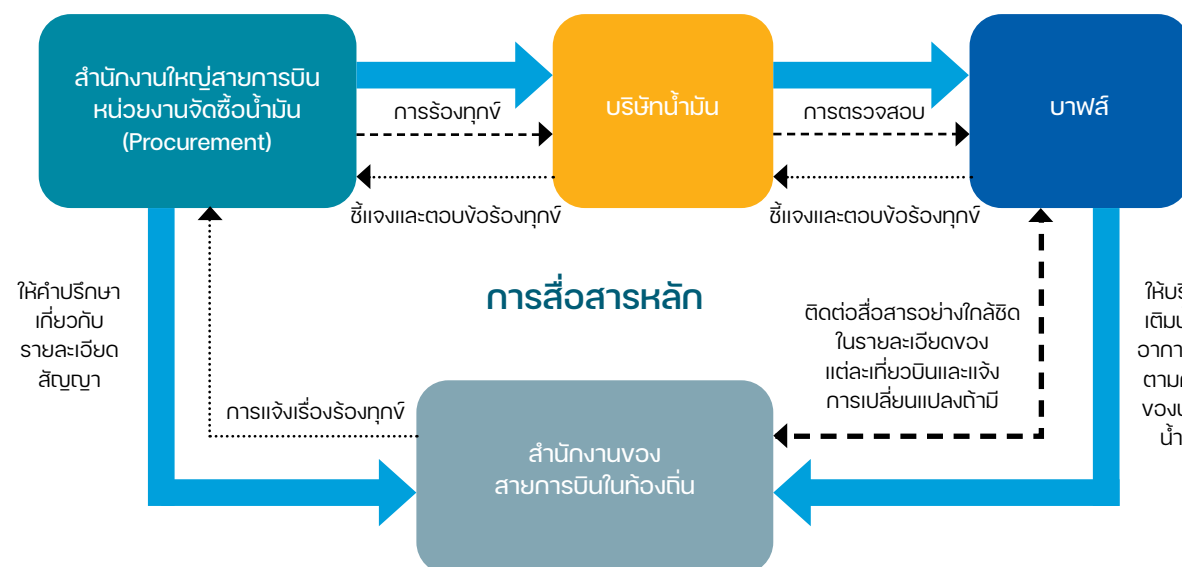 สำนักงานใหญ่สายการบิน
หน่วยงานจัดซื้อน้ำมัน
(Procurement)
การร้องทุกข์
บริษัทน้ำมัน
การตรวจสอบ
บาฟส์
ชี้แจงและตอบข้อร้องทุกข์
ชี้แจงและตอบข้อร้องทุกข์
ให้คำปรึกษา
เกี่ยวกับ
รายละเอียด
สัญญา
การสื่อสารหลัก
ติดต่อสื่อสารอย่างใกล้ชิด
ในรายละเอียดของ
แต่ละเที่ยวบินและแจ้ง
การเปลี่ยนแปลงถ้ามี
การแจ้งเรื่องร้องทุกข์
สำนักงานของ
สายการบินในท้องถิ่น